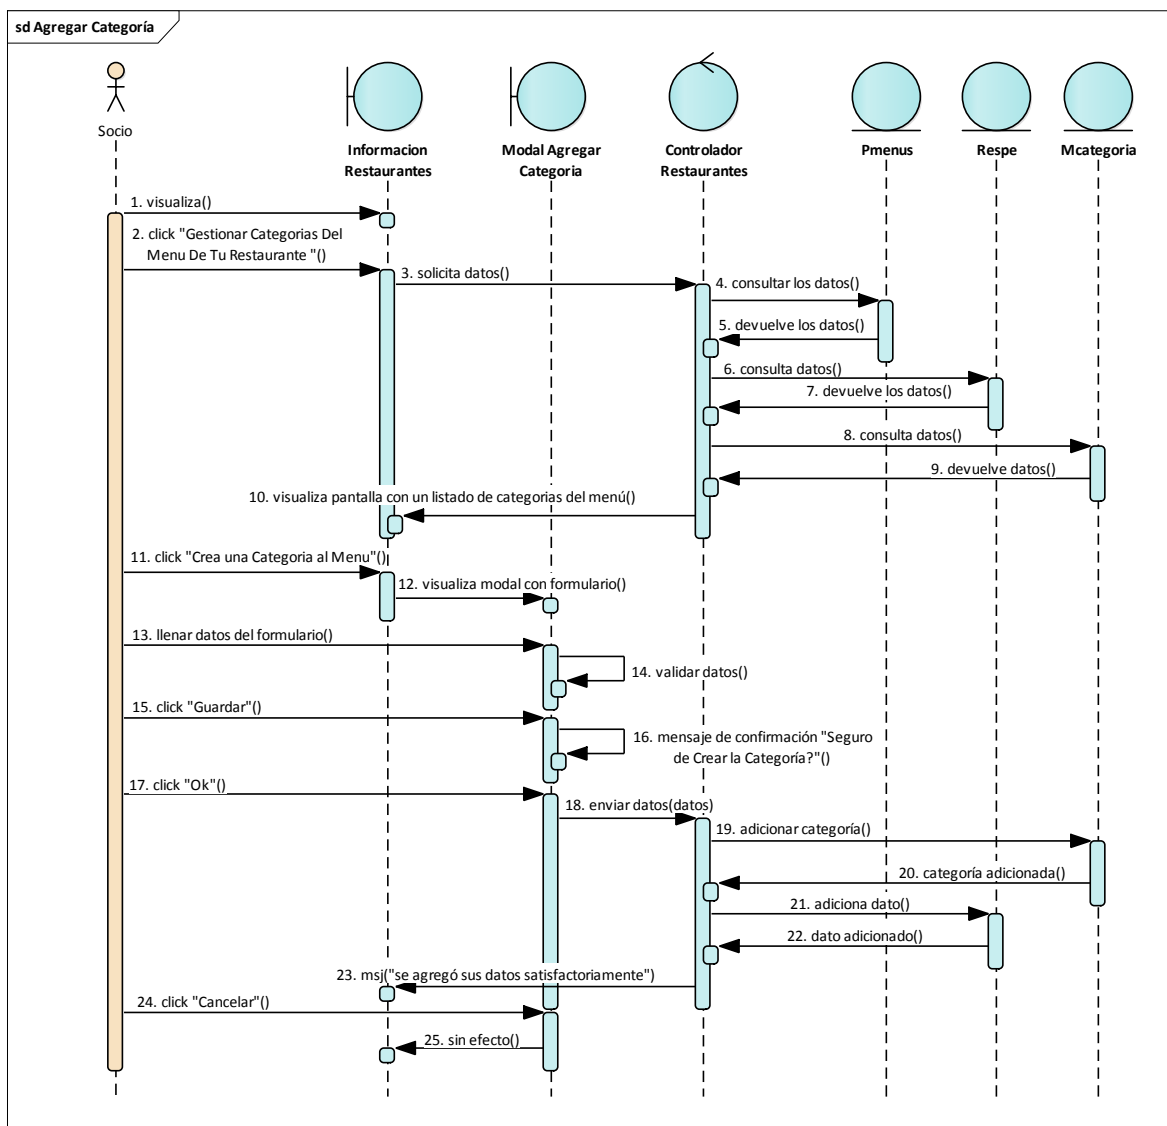 sd Agregar Categoría
Socio
Informacion
Restaurantes
Modal Agregar
Categoria
Controlador
Restaurantes
Pmenus
Respe
Mcategoria
1. visualiza()
2. click "Gestionar Categorias Del
Menu De Tu Restaurante "()
3. solicita datos()
4. consultar los datos()
5. devuelve los datos()
6. consulta datos()
7. devuelve los datos()
8. consulta datos()
9. devuelve datos()
10. visualiza pantalla con un listado de categorias del menú()
11. click "Crea una Categoria al Menu"()
12. visualiza modal con formulario()
13. llenar datos del formulario()
14. validar datos()
15. click "Guardar"()
16. mensaje de confirmación "Seguro
de Crear la Categoría?"()
17. click "Ok"()
18. enviar datos(datos)
19. adicionar categoría()
20. categoría adicionada()
21. adiciona dato()
22. dato adicionado()
23. msj("se agregó sus datos satisfactoriamente")
24. click "Cancelar"()
25. sin efecto()